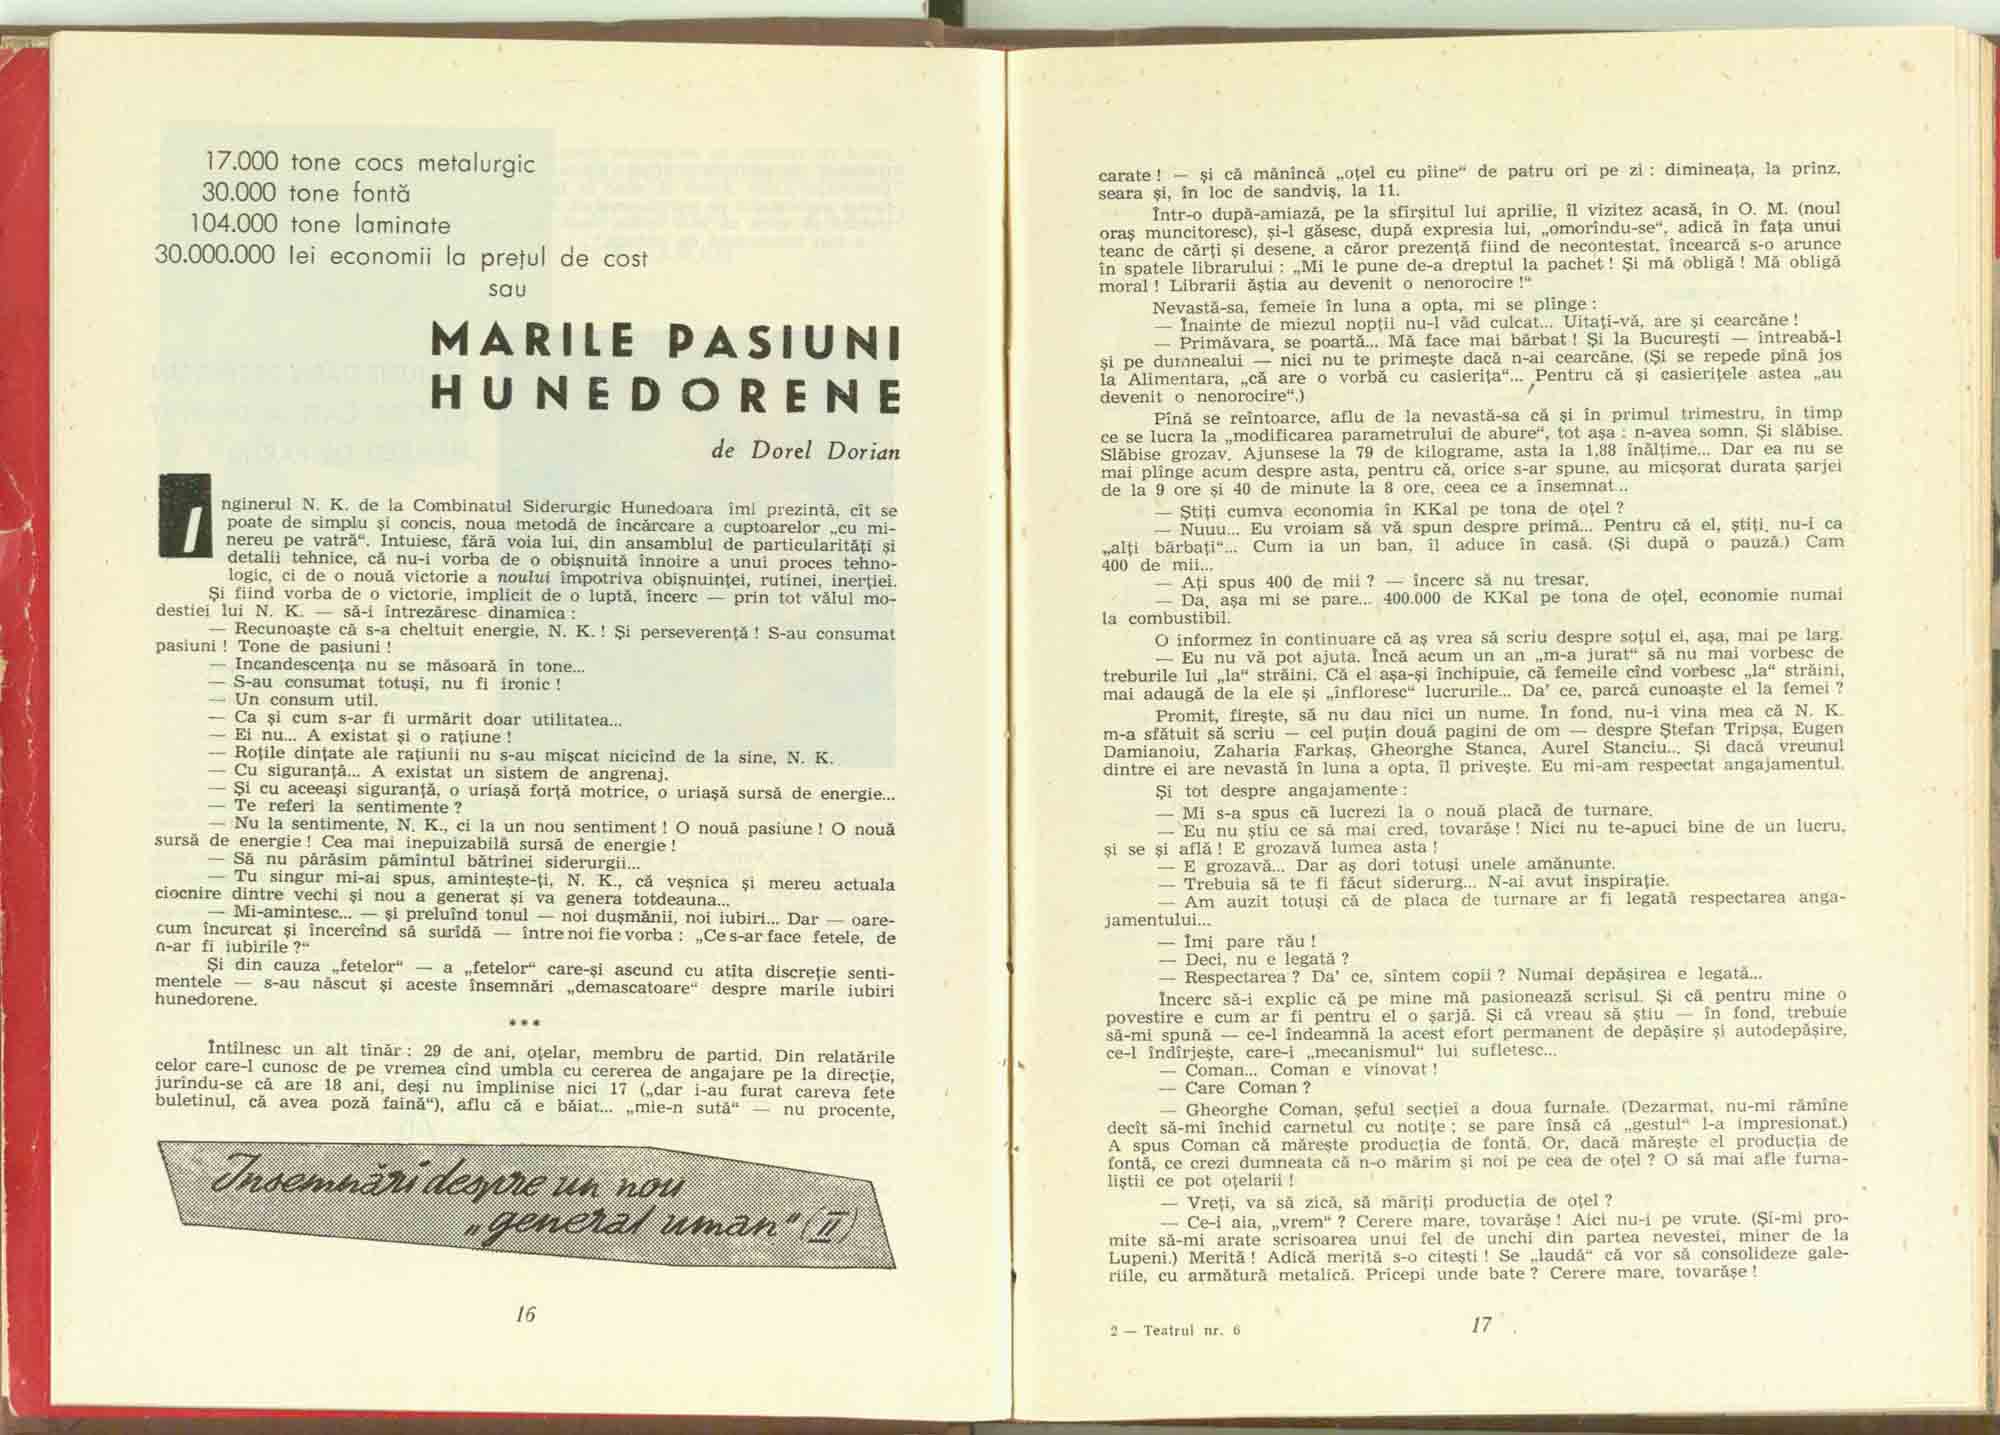 17.000 tone cocs metalurgic
30.000 tone fontă
104.000 tone laminate
30.000.000 lei economii la prețul de cost
sau
MARILE PASIUNI
HUNEDORENE
de Dorel Dorian
Inginerul N. K. de la Combinatul Siderurgic Hunedoara îmi prezintă, cît se
poate de simplu și concis, noua metodă de încărcare a cuptoarelor „cu mi-
nereu pe vatră“. Intuiesc, fără voia lui, din ansamblul de particularități și
detalii tehnice, că nu-i vorba de o obișnuită înnoire a unui proces tehno-
logic, ci de o nouă victorie a noului împotriva obișnuinței, rutinei, inerției.
Și fiind vorba de o victorie, implicit de o luptă, încerc — prin tot vălul mo-
destiei lui N. K. — să-i întrezăresc dinamica :
— Recunoaște că s-a cheltuit energie, N. K. ! Și perseverență ! S-au consumat
pasiuni ! Tone de pasiuni !
— Incandescența nu se măsoară în tone...
— S-au consumat totuși, nu fi ironic !
— Un consum util.
— Ca și cum s-ar fi urmărit doar utilitatea...
— Ei nu... A existat și o rațiune !
— Roțile dințate ale rațiunii nu s-au mișcat nicicînd de la sine, N. K.
— Cu siguranță... A existat un sistem de angrenaj.
— Și cu aceeași siguranță, o uriașă forță motrice, o uriașă sursă de energie...
— Te referi la sentimente ?
— Nu la sentimente, N. K., ci la un nou sentiment ! O nouă pasiune ! O nouă
sursă de energie ! Cea mai inepuizabilă sursă de energie !
— Să nu părăsim pămîntul bătrînei siderurgii...
— Tu singur mi-ai spus, amintește-ți, N. K., că veșnica și mereu actuala
ciocnire dintre vechi și nou a generat și va genera totdeauna...
— Mi-amintesc... — și preluînd tonul — noi dușmănii, noi iubiri... Dar — oare-
cum încurcat și încercînd să surîdă — între noi fie vorba : „Ce s-ar face fetele, de
n-ar fi iubirile ?“
Și din cauza „fetelor“ — a „fetelor“ care-și ascund cu atîta discreție senti-
mentele — s-au născut și aceste însemnări „demascatoare“ despre marile iubiri
hunedorene.
***
Întîlnesc un alt tînăr : 29 de ani, oțelar, membru de partid. Din relatările
celor care-l cunosc de pe vremea cînd umbla cu cererea de angajare pe la direcție,
jurîndu-se că are 18 ani, deși nu împlinise nici 17 („dar i-au furat careva fete
buletinul, că avea poză faină“), aflu că e băiat... „mie-n sută“ — nu procente,
Însemnări despre un nou
„general uman“ (II)
16
carate ! — și că mănîncă „oțel cu pîine“ de patru ori pe zi : dimineața, la prînz,
seara și, în loc de sandviș, la 11.
Într-o după-amiază, pe la sfîrșitul lui aprilie, îl vizitez acasă, în O. M. (noul
oraș muncitoresc), și-l găsesc, după expresia lui, „omorîndu-se“, adică în fața unui
teanc de cărți și desene, a căror prezență fiind de necontestat, încearcă s-o arunce
în spatele librarului : „Mi le pune de-a dreptul la pachet ! Și mă obligă ! Mă obligă
moral ! Librarii ăștia au devenit o nenorocire !“
Nevastă-sa, femeie în luna a opta, mi se plînge :
— Înainte de miezul nopții nu-l văd culcat... Uitați-vă, are și cearcăne !
— Primăvara, se poartă... Mă face mai bărbat ! Și la București — întreabă-l
și pe dumnealui — nici nu te primește dacă n-ai cearcăne. (Și se repede pînă jos
la Alimentara, „că are o vorbă cu casierița“... Pentru că și casierițele astea „au
devenit o nenorocire“.)
Pînă se reîntoarce, aflu de la nevastă-sa că și în primul trimestru, în timp
ce se lucra la „modificarea parametrului de abure“, tot așa : n-avea somn. Și slăbise.
Slăbise grozav. Ajunsese la 79 de kilograme, asta la 1,88 înălțime... Dar ea nu se
mai plînge acum despre asta, pentru că, orice s-ar spune, au micșorat durata șarjei
de la 9 ore și 40 de minute la 8 ore, ceea ce a însemnat...
— Știți cumva economia în KKal pe tona de oțel ?
— Nuuu... Eu vroiam să vă spun despre primă... Pentru că el, știți, nu-i ca
„alți bărbați“... Cum ia un ban, îl aduce în casă. (Și după o pauză.) Cam
400 de mii...
— Ați spus 400 de mii ? — încerc să nu tresar.
— Da, așa mi se pare... 400.000 de KKal pe tona de oțel, economie numai
la combustibil.
O informez în continuare că aș vrea să scriu despre soțul ei, așa, mai pe larg.
— Eu nu vă pot ajuta. Încă acum un an „m-a jurat“ să nu mai vorbesc de
treburile lui „la“ străini. Că el așa-și închipuie, că femeile cînd vorbesc „la“ străini,
mai adaugă de la ele și „înfloresc“ lucrurile... Da' ce, parcă cunoaște el la femei ?
Promit, firește, să nu dau nici un nume. În fond, nu-i vina mea că N. K.
m-a sfătuit să scriu — cel puțin două pagini de om — despre Ștefan Tripșa, Eugen
Damianoiu, Zaharia Farkaș, Gheorghe Stanca, Aurel Stanciu... Și dacă vreunul
dintre ei are nevastă în luna a opta, îl privește. Eu mi-am respectat angajamentul.
Și tot despre angajamente :
— Mi s-a spus că lucrezi la o nouă placă de turnare.
— Eu nu știu ce să mai cred, tovarășe ! Nici nu te-apuci bine de un lucru,
și se și află ! E grozavă lumea asta !
— E grozavă... Dar aș dori totuși unele amănunte.
— Trebuia să te fi făcut siderurg... N-ai avut inspirație.
— Am auzit totuși că de placa de turnare ar fi legată respectarea anga-
jamentului...
— Îmi pare rău !
— Deci, nu e legată ?
— Respectarea ? Da' ce, sîntem copii ? Numai depășirea e legată...
Încerc să-i explic că pe mine mă pasionează scrisul. Și că pentru mine o
povestire e cum ar fi pentru el o șarjă. Și că vreau să știu — în fond, trebuie
să-mi spună — ce-l îndeamnă la acest efort permanent de depășire și autodepășire,
ce-l îndîrjește, care-i „mecanismul“ lui sufletesc...
— Coman... Coman e vinovat !
— Care Coman ?
— Gheorghe Coman, șeful secției a doua furnale. (Dezarmat, nu-mi rămîne
decît să-mi închid carnetul cu notițe ; se pare însă că „gestul“ l-a impresionat.)
A spus Coman că mărește producția de fontă. Or, dacă mărește el producția de
fontă, ce crezi dumneata că n-o mărim și noi pe cea de oțel ? O să mai afle furna-
liștii ce pot oțelarii !
— Vreți, va să zică, să măriți producția de oțel ?
— Ce-i aia, „vrem“ ? Cerere mare, tovarășe ! Aici nu-i pe vrute. (Și-mi pro-
mite să-mi arate scrisoarea unui fel de unchi din partea nevestei, miner de la
Lupeni.) Merită ! Adică merită s-o citești ! Se „laudă“ că vor să consolideze gale-
riile, cu armătură metalică. Pricepi unde bate ? Cerere mare, tovarășe !
2 — Teatrul nr. 6
17